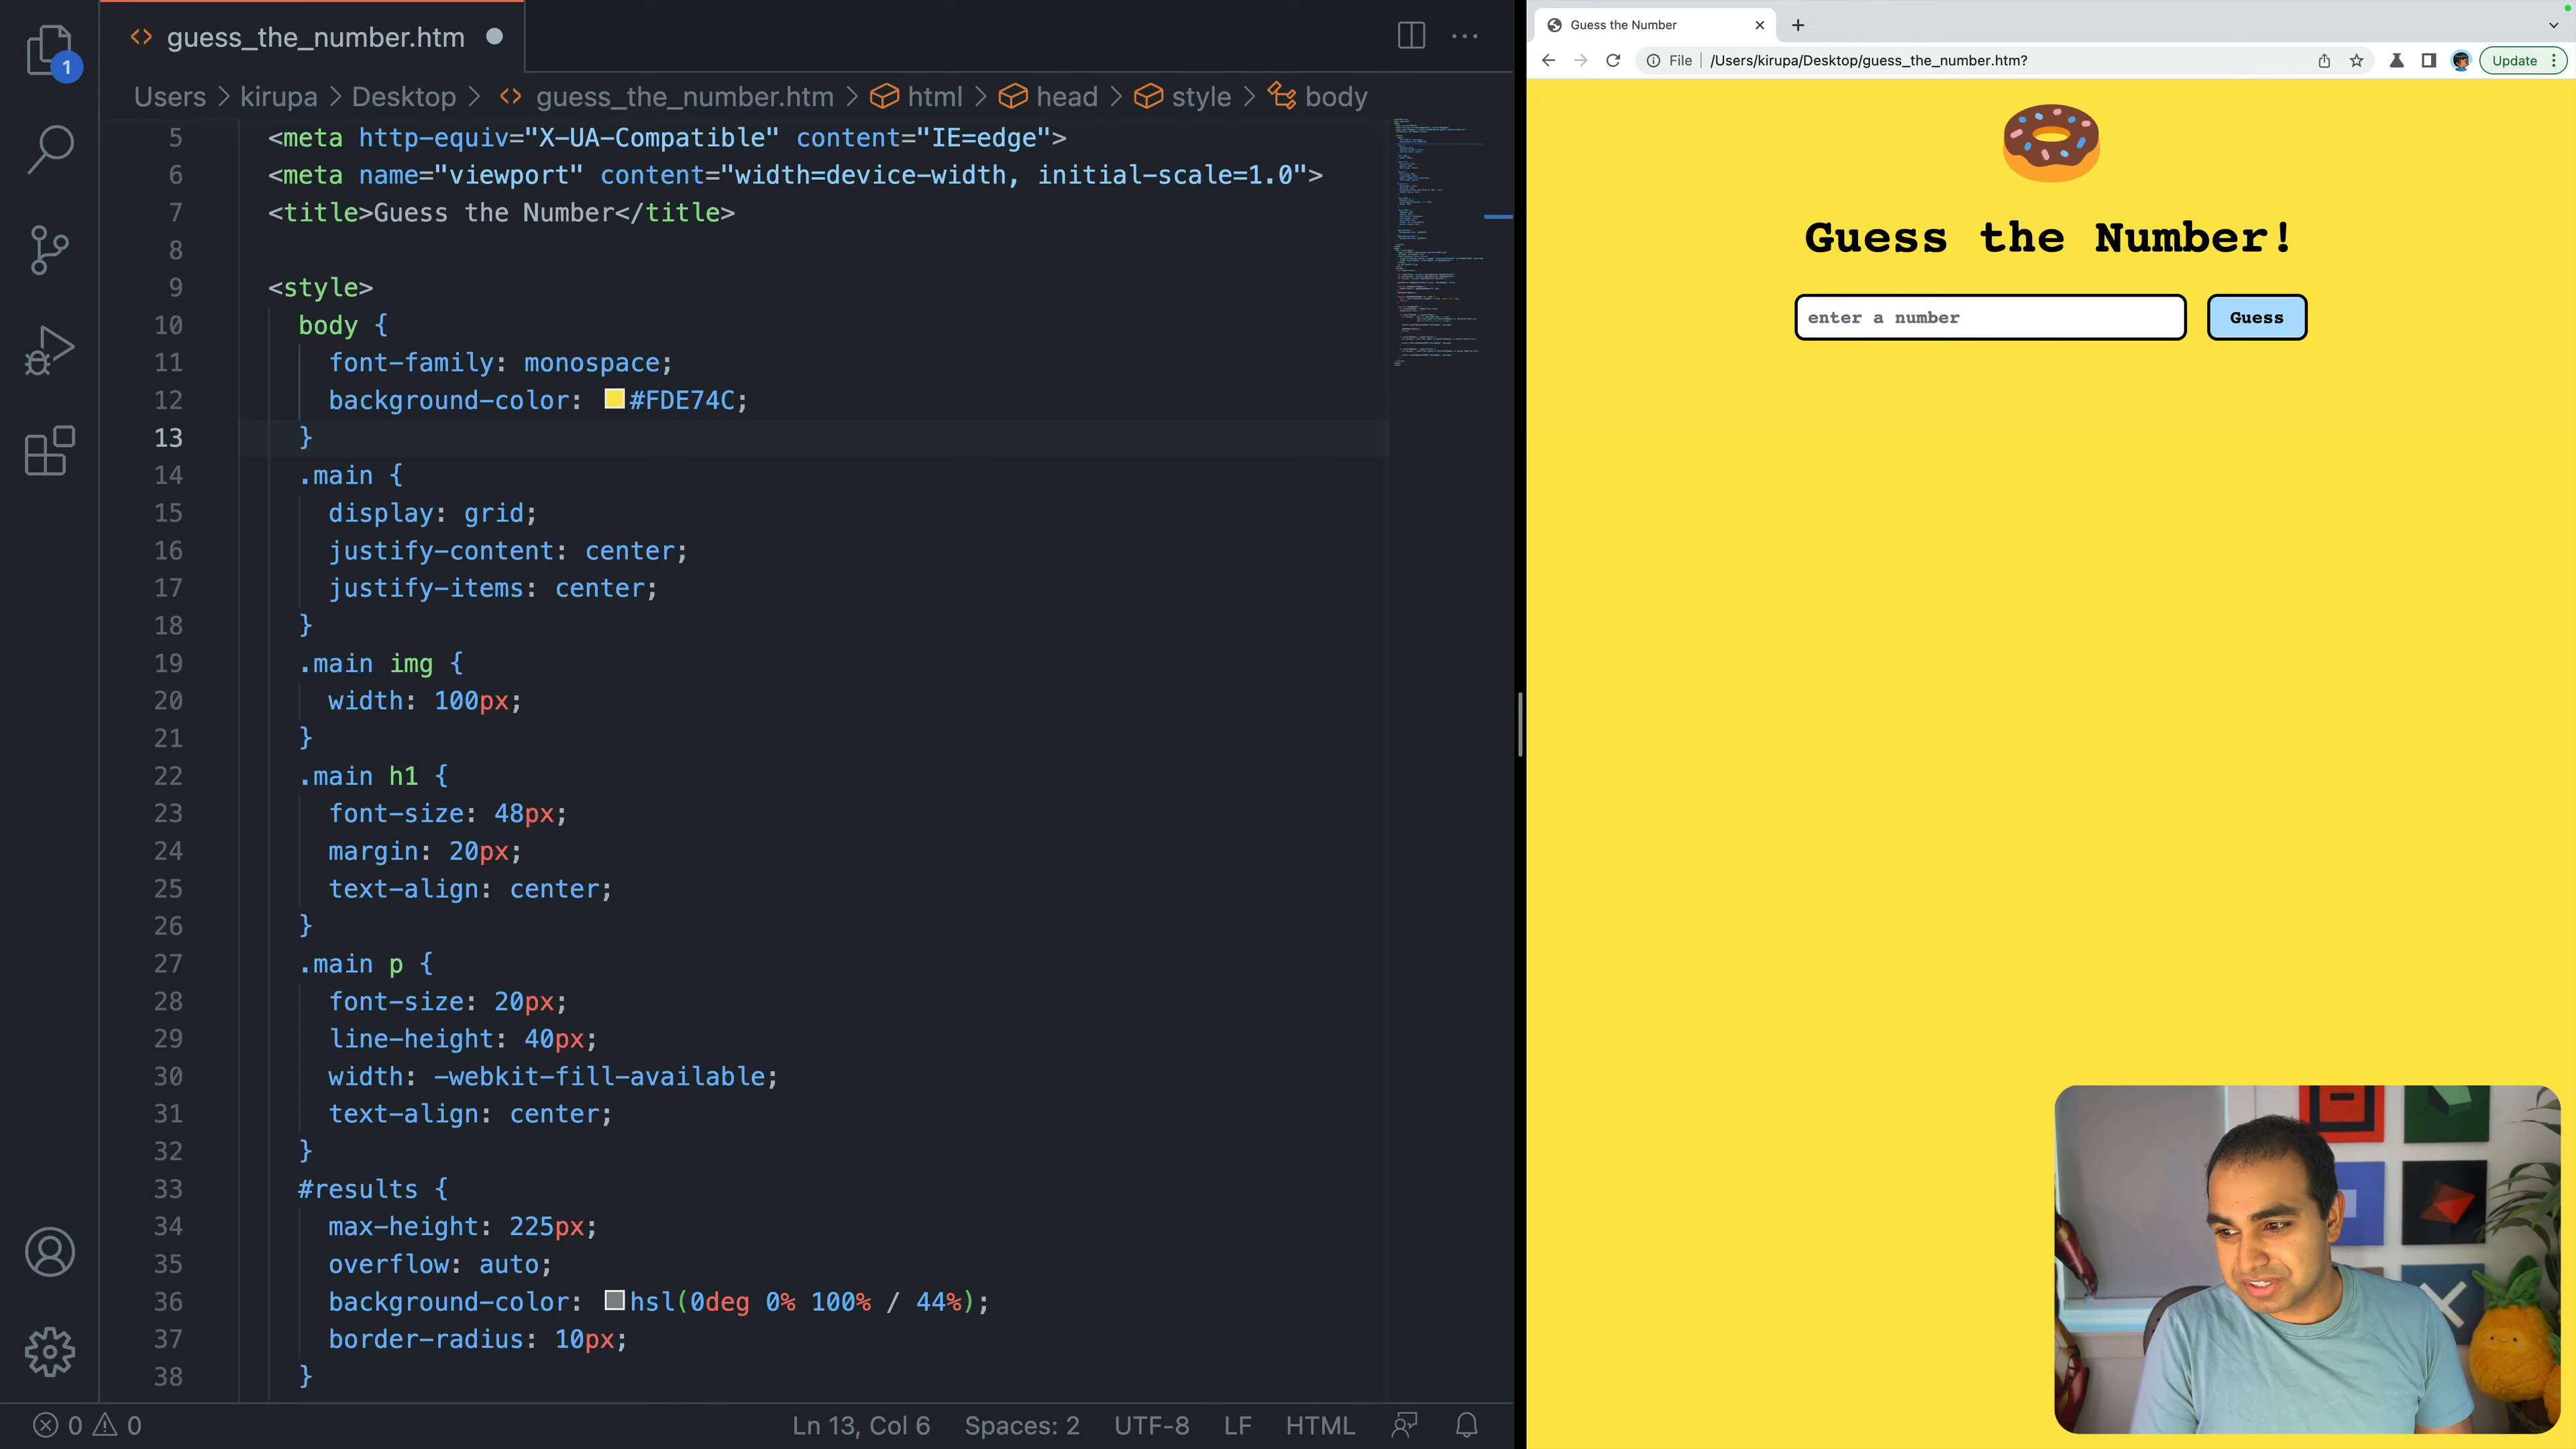 guess_the_number.htm
1
Users > kirupa > Desktop > guess_the_number.htm > html > head > style > body
5 <meta http-equiv="X-UA-Compatible" content="IE=edge">
6 <meta name="viewport" content="width=device-width, initial-scale=1.0">
7 <title>Guess the Number</title>
8
9 <style>
10 body {
11 font-family: monospace;
12 background-color: #FDE74C;
13 }
14 .main {
15 display: grid;
16 justify-content: center;
17 justify-items: center;
18 }
19 .main img {
20 width: 100px;
21 }
22 .main h1 {
23 font-size: 48px;
24 margin: 20px;
25 text-align: center;
26 }
27 .main p {
28 font-size: 20px;
29 line-height: 40px;
30 width: -webkit-fill-available;
31 text-align: center;
32 }
33 #results {
34 max-height: 225px;
35 overflow: auto;
36 background-color: hsl(0deg 0% 100% / 44%);
37 border-radius: 10px;
38 }
0 0 Ln 13, Col 6 Spaces: 2 UTF-8 LF HTML
Guess the Number
File /Users/kirupa/Desktop/guess_the_number.htm? Update
Guess the Number!
enter a number Guess